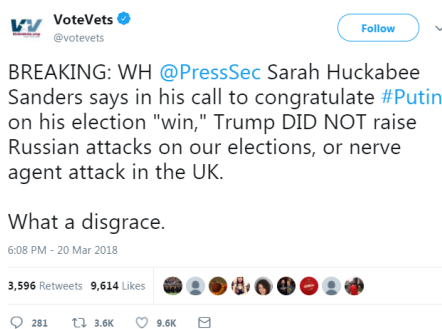 VoteVets
@votevets
Follow
BREAKING: WH @PressSec Sarah Huckabee
Sanders says in his call to congratulate #Putin
on his election "win," Trump DID NOT raise
Russian attacks on our elections, or nerve
agent attack in the UK.
What a disgrace.
6:08 PM - 20 Mar 2018
3,596 Retweets 9,614 Likes
281 3.6K 9.6K